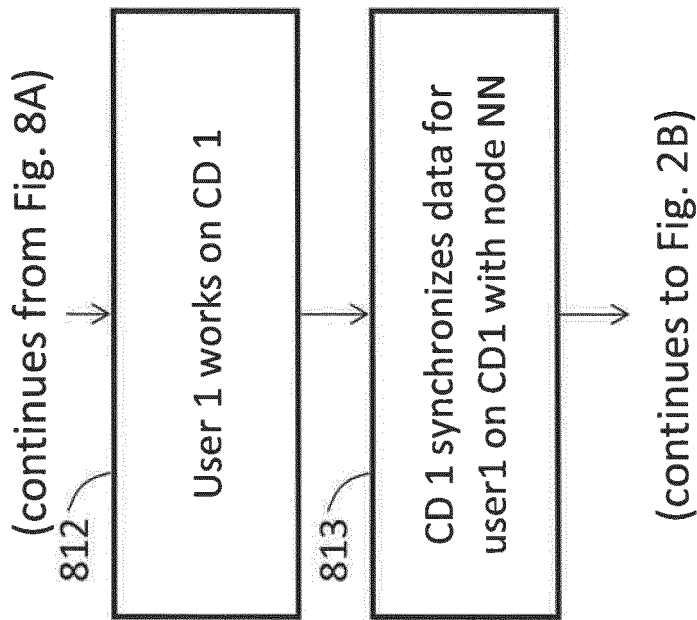 (continues from Fig. 8A)
812
User 1 works on CD 1
813
CD 1 synchronizes data for
user1 on CD1 with node NN
(continues to Fig. 2B)